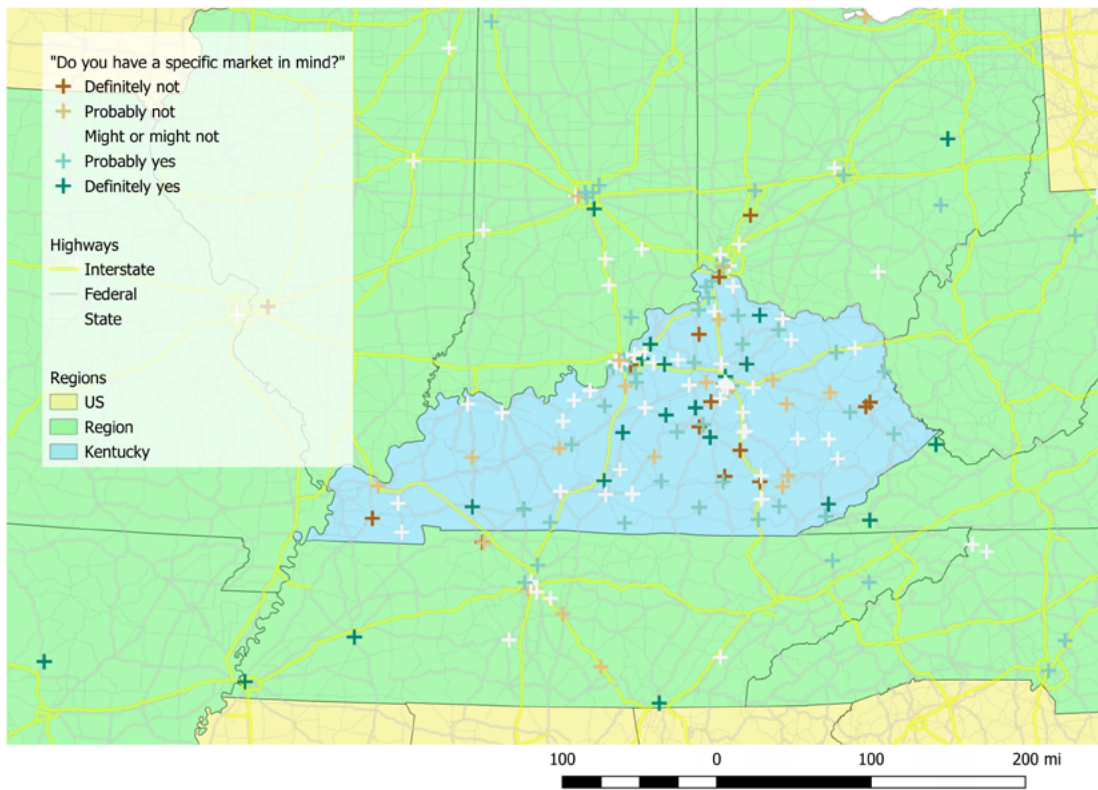 "Do you have a specific market in mind?"
Definitely not
Probably not
Might or might not
Probably yes
Definitely yes
Highways
Interstate
Federal
State
Regions
US
Region
Kentucky
100 0 100 200 mi